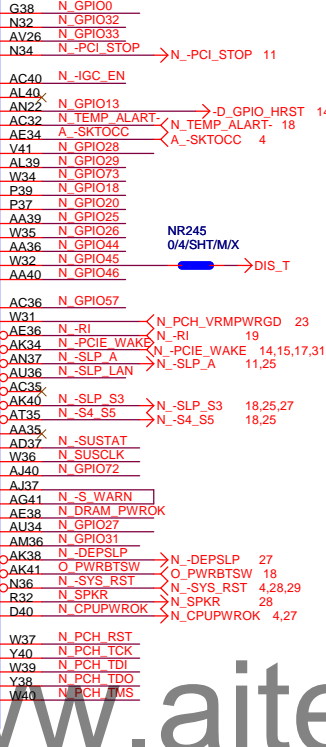 G38 N_GPIO0
N32 N_GPIO32
AV26 N_GPIO33
N34 N_-PCI_STOP N_-PCI_STOP 11
AC40 N_-IGC_EN
AL40
AN22 N_GPIO13 -D_GPIO_HRST 14
AC32 N_TEMP_ALART- N_TEMP_ALART- 18
AE34 A_-SKTOCC A_-SKTOCC 4
V41 N_GPIO28
AL39 N_GPIO29
W34 N_GPIO73
P39 N_GPIO18
P37 N_GPIO20
AA39 N_GPIO25
W35 N_GPIO26
NR245
AA36 N_GPIO44
0/4/SHT/M/X
W32 N_GPIO45 DIS_T
AA40 N_GPIO46
AC36 N_GPIO57
W31 N_PCH_VRMPWRGD 23
AE36 N_-RI N_-RI 19
AK34 N_-PCIE_WAKE N_-PCIE_WAKE 14,15,17,31
AN37 N_-SLP_A N_-SLP_A 11,25
AU36 N_-SLP_LAN
AC35
AK40 N_-SLP_S3 N_-SLP_S3 18,25,27
AT35 N_-S4_S5 N_-S4_S5 18,25
AA35
AD37 N_-SUSTAT
W36 N_SUSCLK
AJ40 N_GPIO72
AJ37
AG41 N_-S_WARN
AE38 N_DRAM_PWROK
AU34 N_GPIO27
AM36 N_GPIO31
AK38 N_-DEPSLP N_-DEPSLP 27
AK41 O_PWRBTSW O_PWRBTSW 18
N36 N_-SYS_RST N_-SYS_RST 4,28,29
R32 N_SPKR N_SPKR 28
D40 N_CPUPWROK N_CPUPWROK 4,27
W37 N_PCH_RST
Y40 N_PCH_TCK
W39 N_PCH_TDI
Y38 N_PCH_TDO
W40 N_PCH_TMS
w.aite